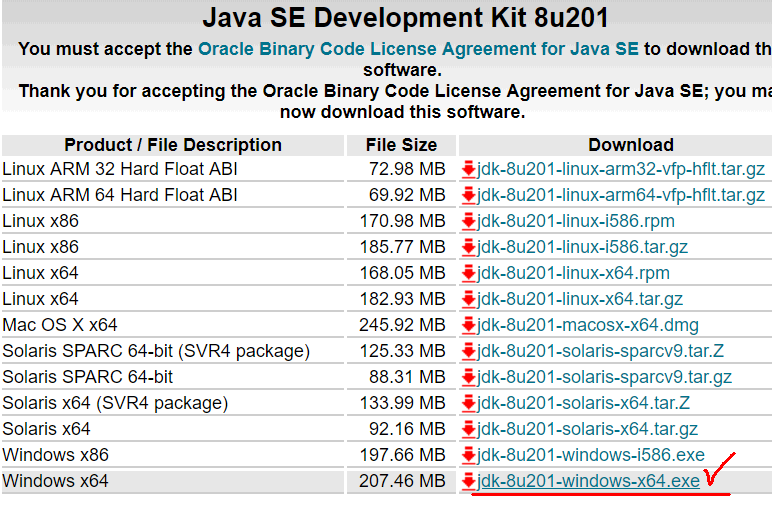 Java SE Development Kit 8u201
You must accept the Oracle Binary Code License Agreement for Java SE to download th
software.
Thank you for accepting the Oracle Binary Code License Agreement for Java SE; you ma
now download this software.
Product / File Description File Size Download
Linux ARM 32 Hard Float ABI 72.98 MB jdk-8u201-linux-arm32-vfp-hflt.tar.gz
Linux ARM 64 Hard Float ABI 69.92 MB jdk-8u201-linux-arm64-vfp-hflt.tar.gz
Linux x86 170.98 MB jdk-8u201-linux-i586.rpm
Linux x86 185.77 MB jdk-8u201-linux-i586.tar.gz
Linux x64 168.05 MB jdk-8u201-linux-x64.rpm
Linux x64 182.93 MB jdk-8u201-linux-x64.tar.gz
Mac OS X x64 245.92 MB jdk-8u201-macosx-x64.dmg
Solaris SPARC 64-bit (SVR4 package) 125.33 MB jdk-8u201-solaris-sparcv9.tar.Z
Solaris SPARC 64-bit 88.31 MB jdk-8u201-solaris-sparcv9.tar.gz
Solaris x64 (SVR4 package) 133.99 MB jdk-8u201-solaris-x64.tar.Z
Solaris x64 92.16 MB jdk-8u201-solaris-x64.tar.gz
Windows x86 197.66 MB jdk-8u201-windows-i586.exe
Windows x64 207.46 MB jdk-8u201-windows-x64.exe